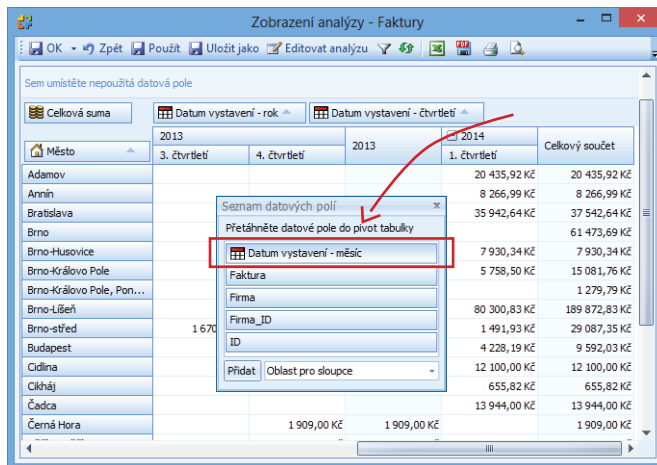 Zobrazení analýzy - Faktury
OK Zpět Použít Uložit jako Editovat analýzu
Sem umístěte nepoužitá datová pole
Celková suma Datum vystavení - rok Datum vystavení - čtvrtletí
Město 2013 2013 2014 Celkový součet
3. čtvrtletí 4. čtvrtletí 1. čtvrtletí
Adamov 20 435,92 Kč 20 435,92 Kč
Annín 8 266,99 Kč 8 266,99 Kč
Bratislava 35 942,64 Kč 37 542,64 Kč
Brno 61 473,69 Kč
Brno-Husovice 7 930,34 Kč 7 930,34 Kč
Brno-Královo Pole 5 758,50 Kč 15 081,76 Kč
Brno-Královo Pole, Pon... 1 279,79 Kč
Brno-Líšeň 80 300,83 Kč 189 872,83 Kč
Brno-střed 1 670 1 491,93 Kč 29 087,35 Kč
Budapest 4 228,19 Kč 9 592,03 Kč
Cidlina 12 100,00 Kč 12 100,00 Kč
Cikháj 655,82 Kč 655,82 Kč
Čadca 13 944,00 Kč 13 944,00 Kč
Černá Hora 1 909,00 Kč 1 909,00 Kč 1 909,00 Kč
Seznam datových polí
Přetáhněte datové pole do pivot tabulky
Datum vystavení - měsíc
Faktura
Firma
Firma_ID
ID
Přidat Oblast pro sloupce